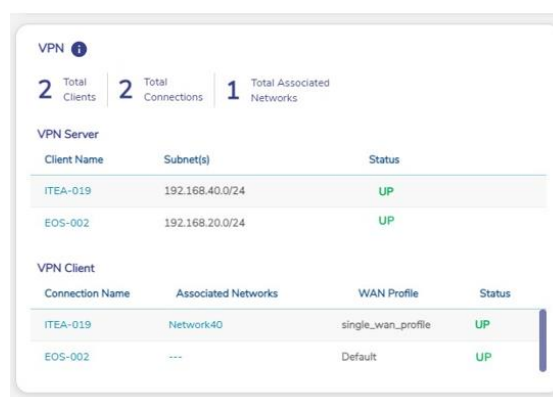 VPN i
2 Total Clients 2 Total Connections 1 Total Associated Networks
VPN Server
Client Name Subnet(s) Status
ITEA-019 192.168.40.0/24 UP
EOS-002 192.168.20.0/24 UP
VPN Client
Connection Name Associated Networks WAN Profile Status
ITEA-019 Network40 single_wan_profile UP
EOS-002 --- Default UP